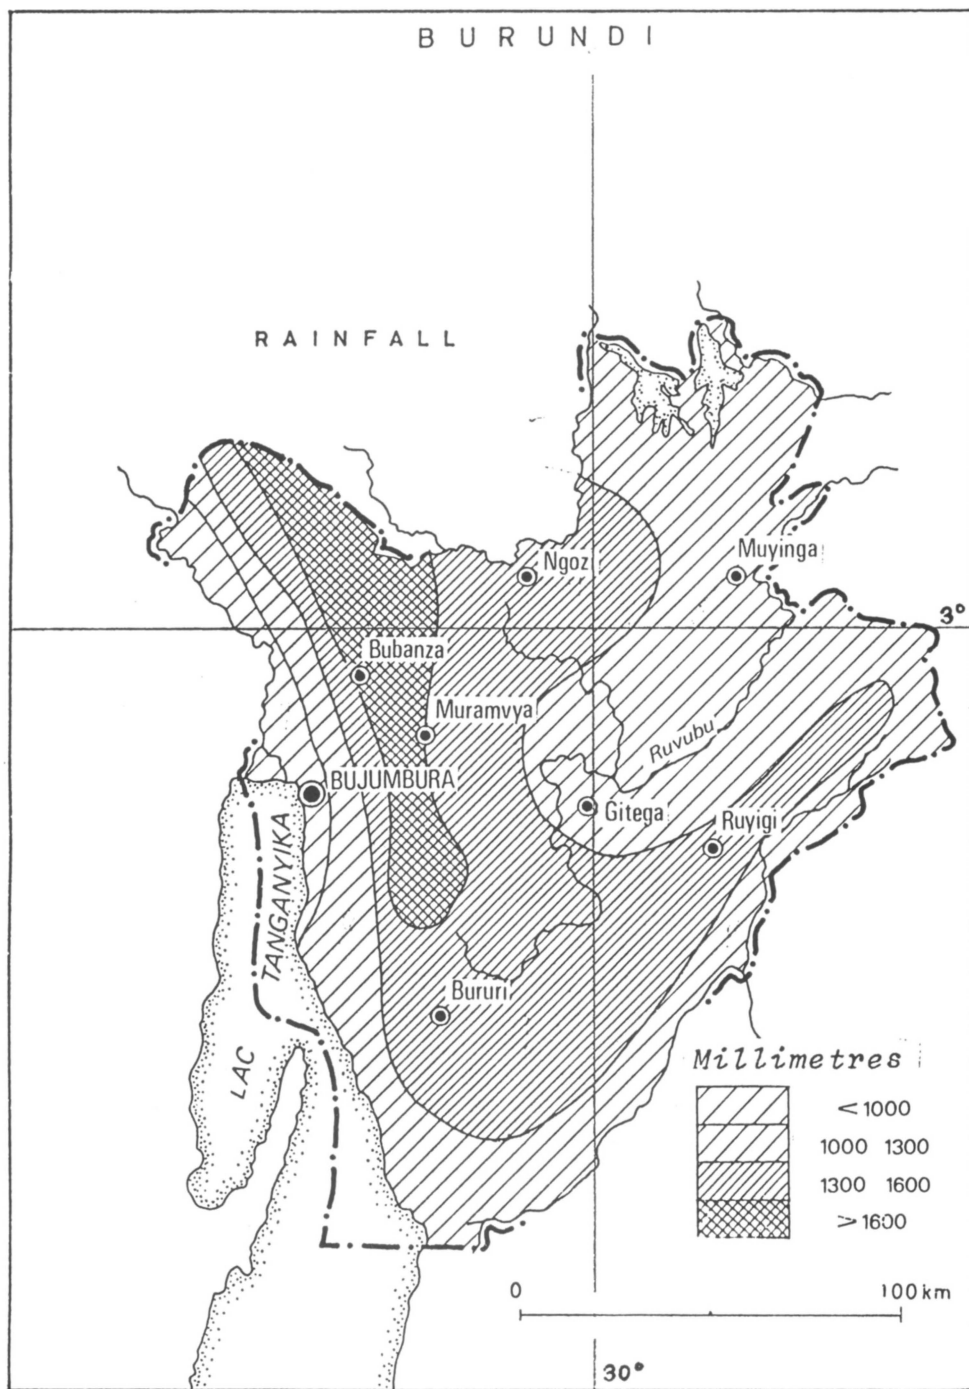 BURUNDI
RAINFALL
Ngozi
Muyinga
3°
Bubanza
Muramvya
Ruvubu
BUJUMBURA
Gitega
Ruyigi
TANGANYIKA
LAC
Bururi
Millimetres
< 1000
1000 1300
1300 1600
> 1600
0 100 km
30°